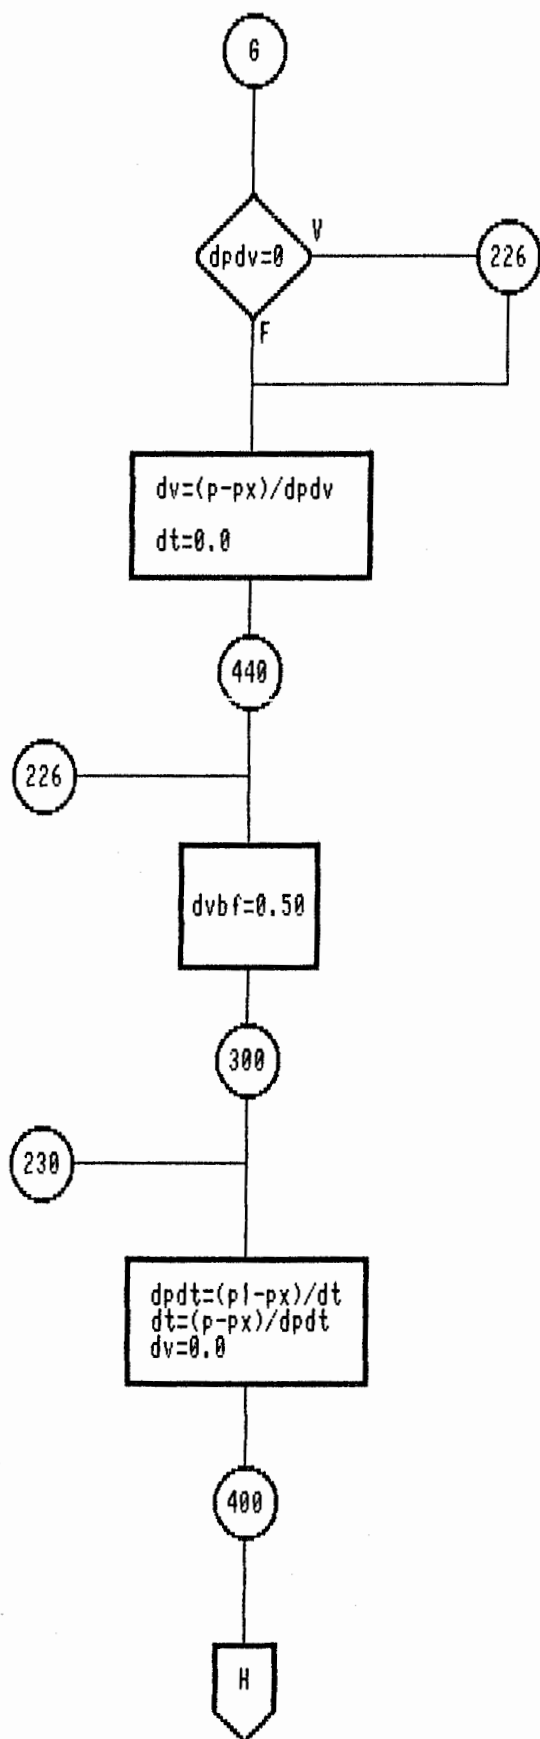 G
dpdv=0
V
226
F
dv=(p-px)/dpdv
dt=0.0
440
226
dvbf=0.50
300
230
dpdt=(p1-px)/dt
dt=(p-px)/dpdt
dv=0.0
400
H